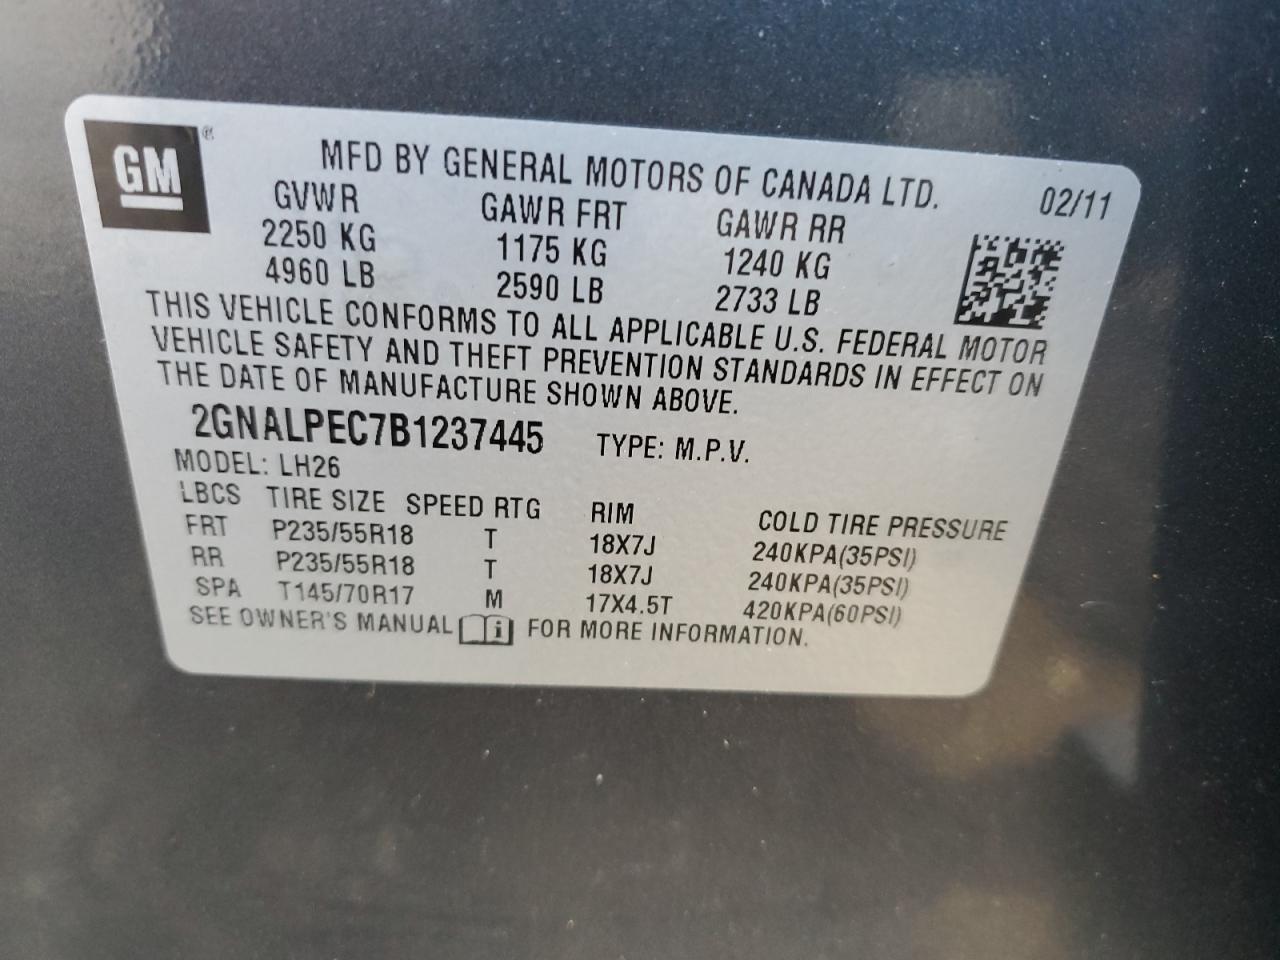 GM ®
MFD BY GENERAL MOTORS OF CANADA LTD. 02/11
GVWR GAWR FRT GAWR RR
2250 KG 1175 KG 1240 KG
4960 LB 2590 LB 2733 LB
THIS VEHICLE CONFORMS TO ALL APPLICABLE U.S. FEDERAL MOTOR
VEHICLE SAFETY AND THEFT PREVENTION STANDARDS IN EFFECT ON
THE DATE OF MANUFACTURE SHOWN ABOVE.
2GNALPEC7B1237445 TYPE: M.P.V.
MODEL: LH26
LBCS TIRE SIZE SPEED RTG RIM COLD TIRE PRESSURE
FRT P235/55R18 T 18X7J 240KPA(35PSI)
RR P235/55R18 T 18X7J 240KPA(35PSI)
SPA T145/70R17 M 17X4.5T 420KPA(60PSI)
SEE OWNER'S MANUAL i FOR MORE INFORMATION.